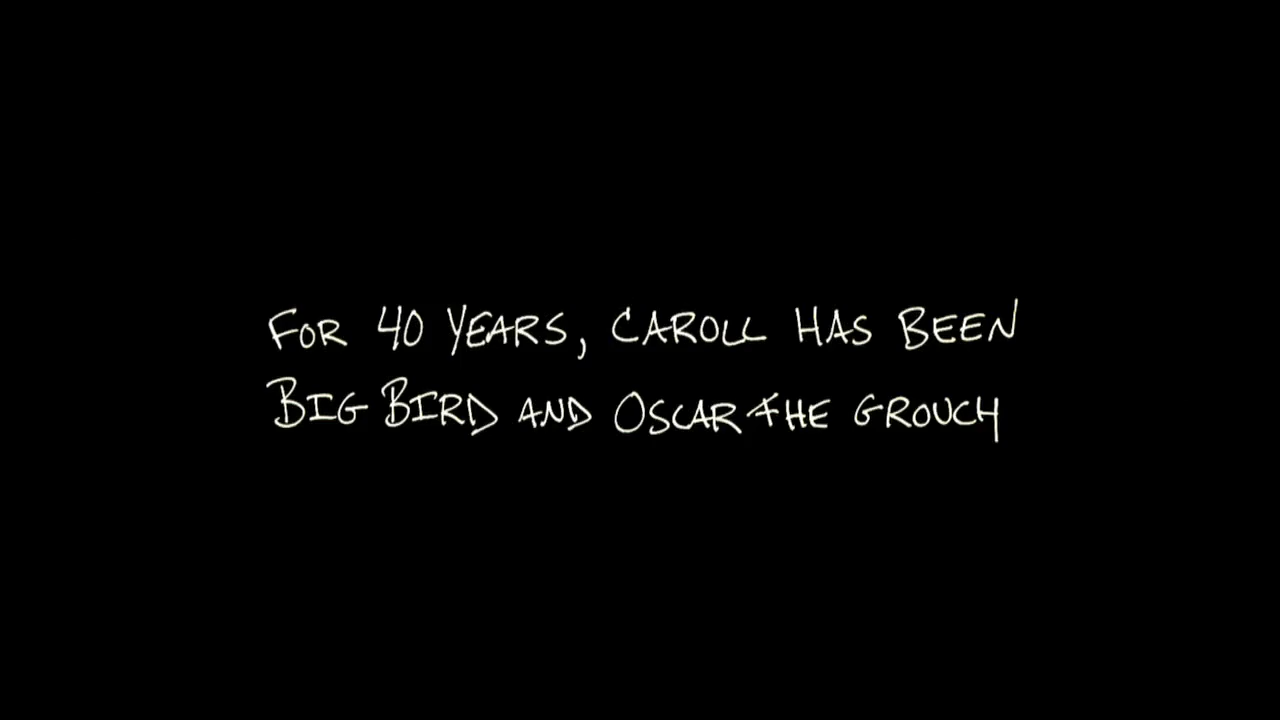 FOR 40 YEARS, CAROLL HAS BEEN
BIG BIRD AND OSCAR THE GROUCH